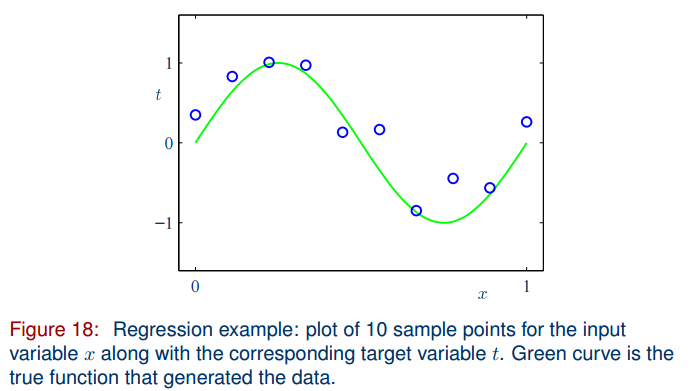 1
t
0
−1
0
x
1
Figure 18: Regression example: plot of 10 sample points for the input
variable x along with the corresponding target variable t. Green curve is the
true function that generated the data.